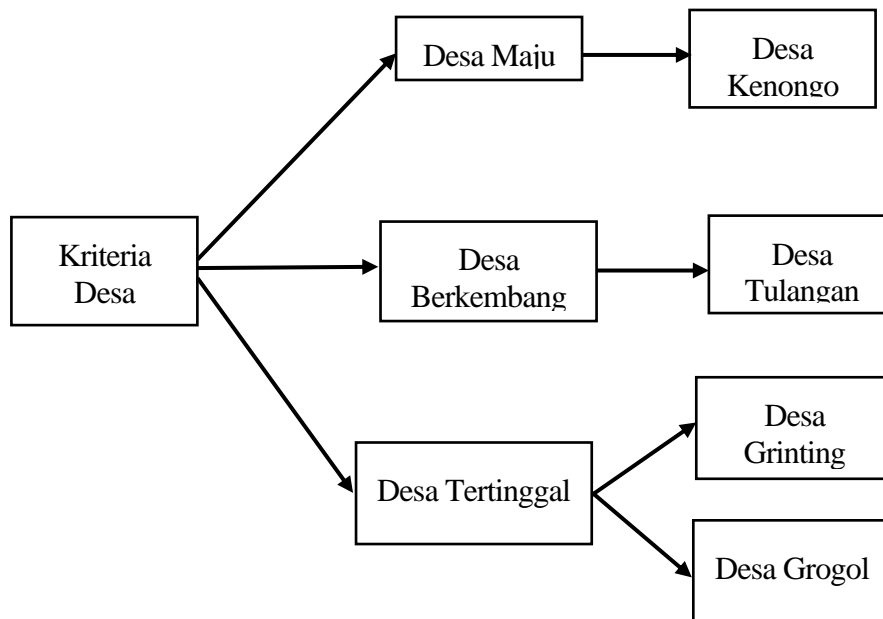 Desa Maju
Desa
Kenongo
Kriteria
Desa
Desa
Berkembang
Desa
Tulangan
Desa Tertinggal
Desa
Grinting
Desa Grogol